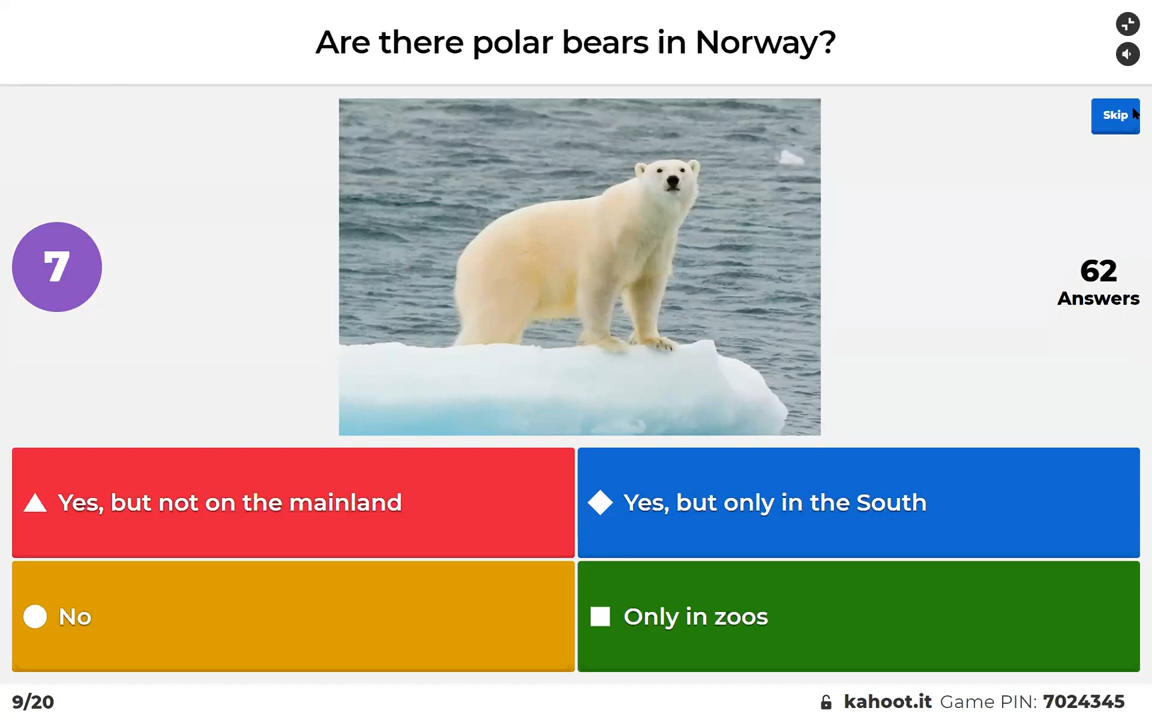 Are there polar bears in Norway?
Skip
7
62
Answers
Yes, but not on the mainland
Yes, but only in the South
No
Only in zoos
9/20
kahoot.it Game PIN: 7024345